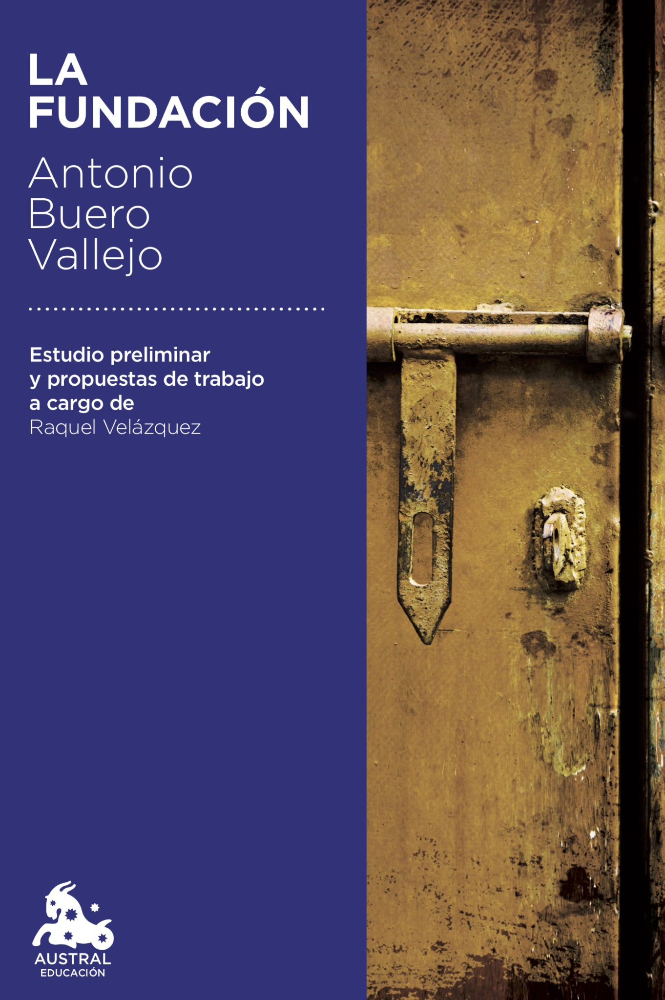 LA
FUNDACIÓN
Antonio
Buero
Vallejo
Estudio preliminar
y propuestas de trabajo
a cargo de
Raquel Velázquez
AUSTRAL
EDUCACIÓN